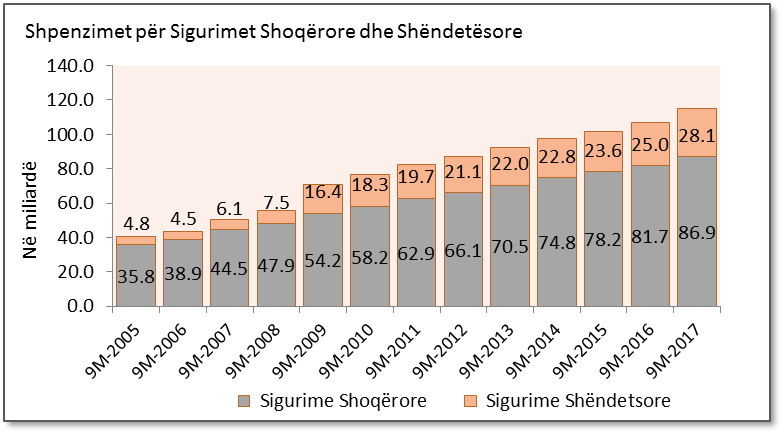 Shpenzimet për Sigurimet Shoqërore dhe Shëndetësore
Në miliardë
140.0
120.0
100.0
80.0
60.0
40.0
20.0
0.0
4.8 4.5 6.1 7.5 16.4 18.3 19.7 21.1 22.0 22.8 23.6 25.0 28.1
35.8 38.9 44.5 47.9 54.2 58.2 62.9 66.1 70.5 74.8 78.2 81.7 86.9
9M-2005 9M-2006 9M-2007 9M-2008 9M-2009 9M-2010 9M-2011 9M-2012 9M-2013 9M-2014 9M-2015 9M-2016 9M-2017
Sigurime Shoqërore Sigurime Shëndetsore